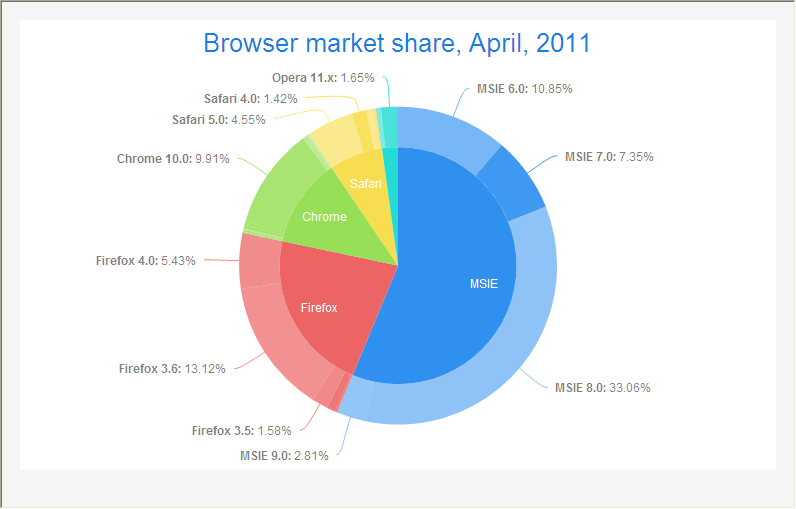 Browser market share, April, 2011
Opera 11.x: 1.65%
MSIE 6.0: 10.85%
Safari 4.0: 1.42%
Safari 5.0: 4.55%
Chrome 10.0: 9.91%
MSIE 7.0: 7.35%
Safari
Chrome
Firefox 4.0: 5.43%
MSIE
Firefox
Firefox 3.6: 13.12%
MSIE 8.0: 33.06%
Firefox 3.5: 1.58%
MSIE 9.0: 2.81%